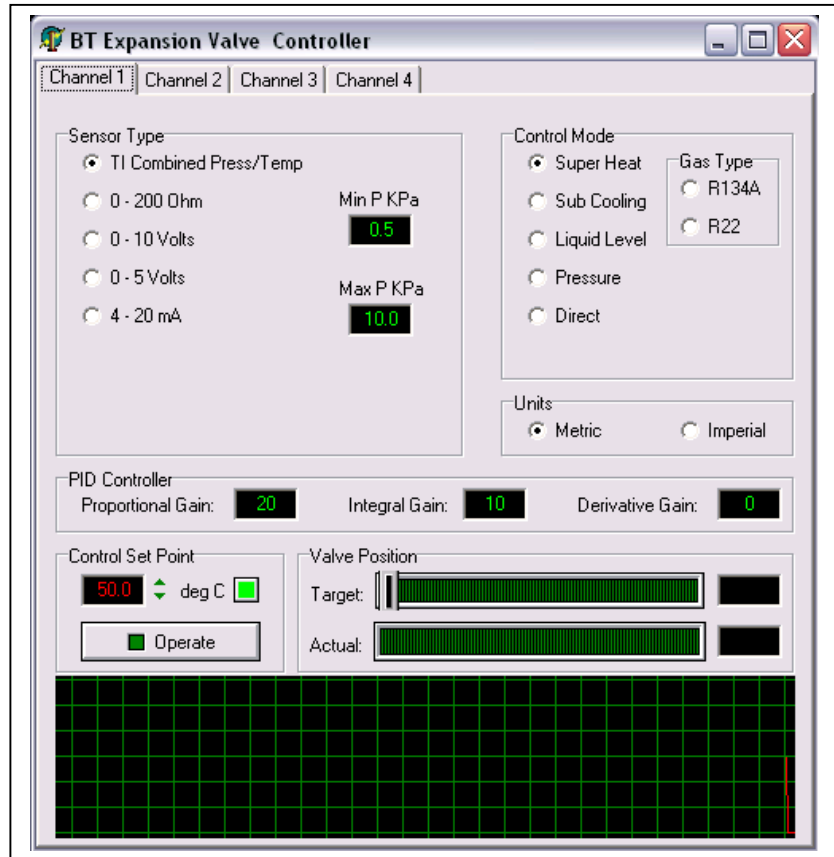 BT Expansion Valve Controller
Channel 1 Channel 2 Channel 3 Channel 4
Sensor Type
TI Combined Press/Temp
0 - 200 Ohm
0 - 10 Volts
0 - 5 Volts
4 - 20 mA
Min P KPa
0.5
Max P KPa
10.0
Control Mode
Super Heat
Sub Cooling
Liquid Level
Pressure
Direct
Gas Type
R134A
R22
Units
Metric Imperial
PID Controller
Proportional Gain: 20 Integral Gain: 10 Derivative Gain: 0
Control Set Point
50.0 deg C
Operate
Valve Position
Target:
Actual: